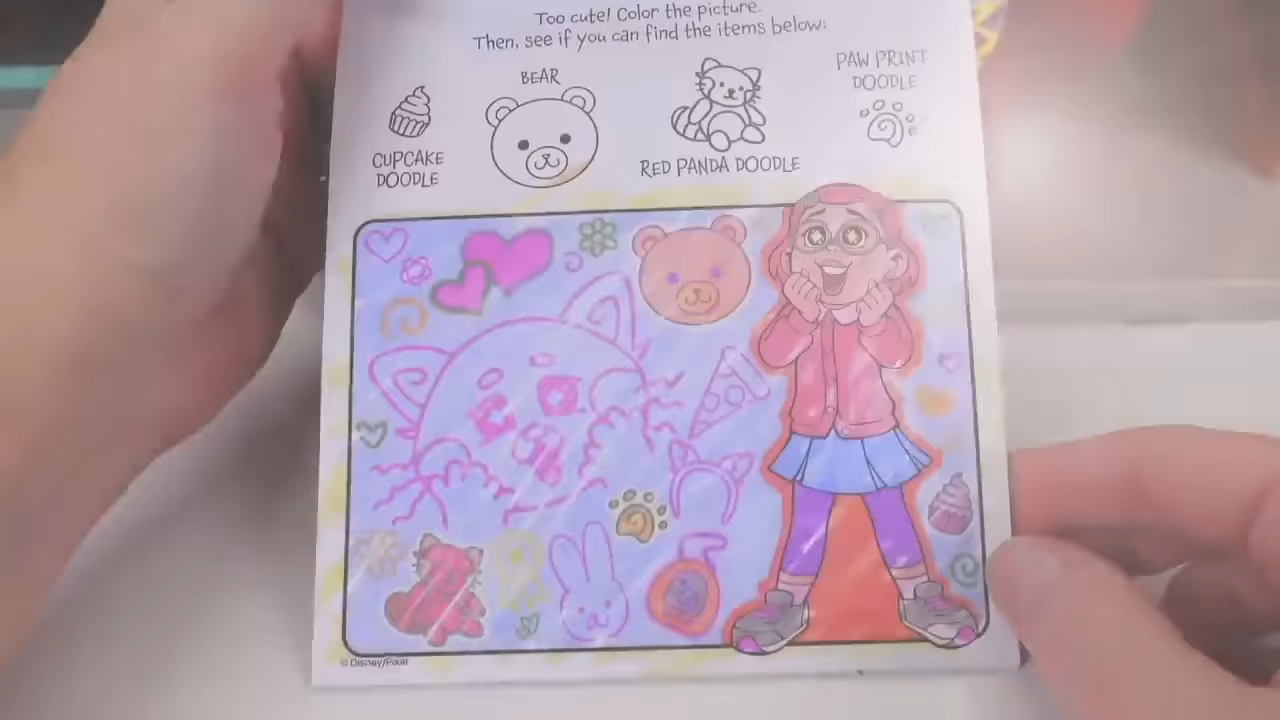 Too cute! Color the picture.
Then, see if you can find the items below:
CUPCAKE
DOODLE
BEAR
RED PANDA DOODLE
PAW PRINT
DOODLE
© Disney/Pixar